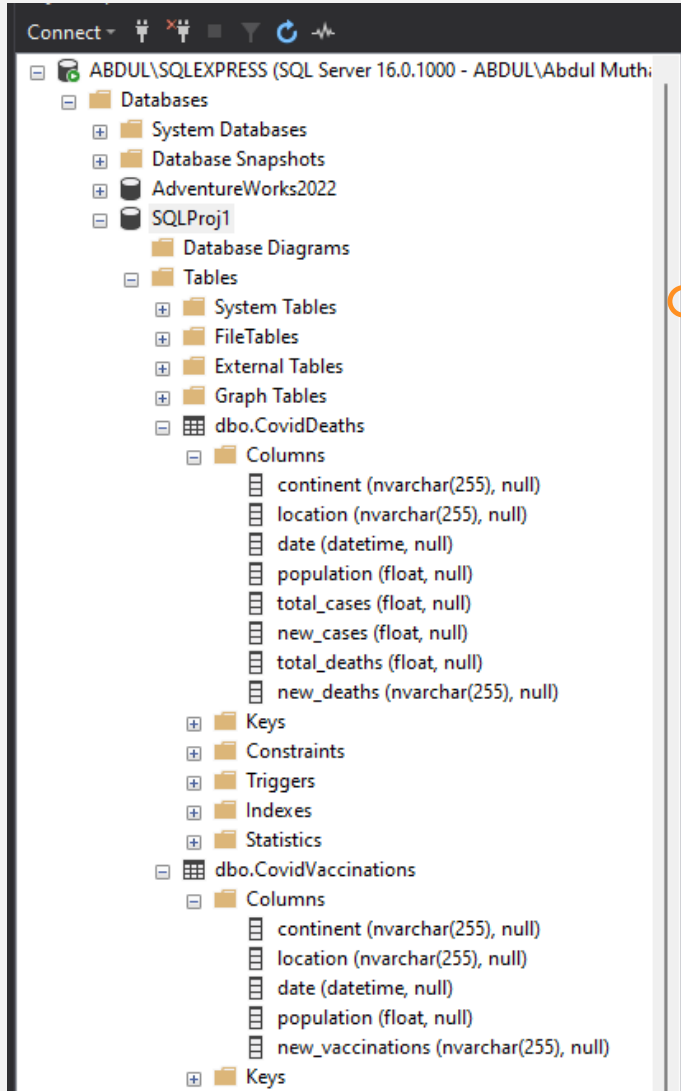 Connect
ABDUL\SQLEXPRESS (SQL Server 16.0.1000 - ABDUL\Abdul Mutha
Databases
System Databases
Database Snapshots
AdventureWorks2022
SQLProj1
Database Diagrams
Tables
System Tables
FileTables
External Tables
Graph Tables
dbo.CovidDeaths
Columns
continent (nvarchar(255), null)
location (nvarchar(255), null)
date (datetime, null)
population (float, null)
total_cases (float, null)
new_cases (float, null)
total_deaths (float, null)
new_deaths (nvarchar(255), null)
Keys
Constraints
Triggers
Indexes
Statistics
dbo.CovidVaccinations
Columns
continent (nvarchar(255), null)
location (nvarchar(255), null)
date (datetime, null)
population (float, null)
new_vaccinations (nvarchar(255), null)
Keys